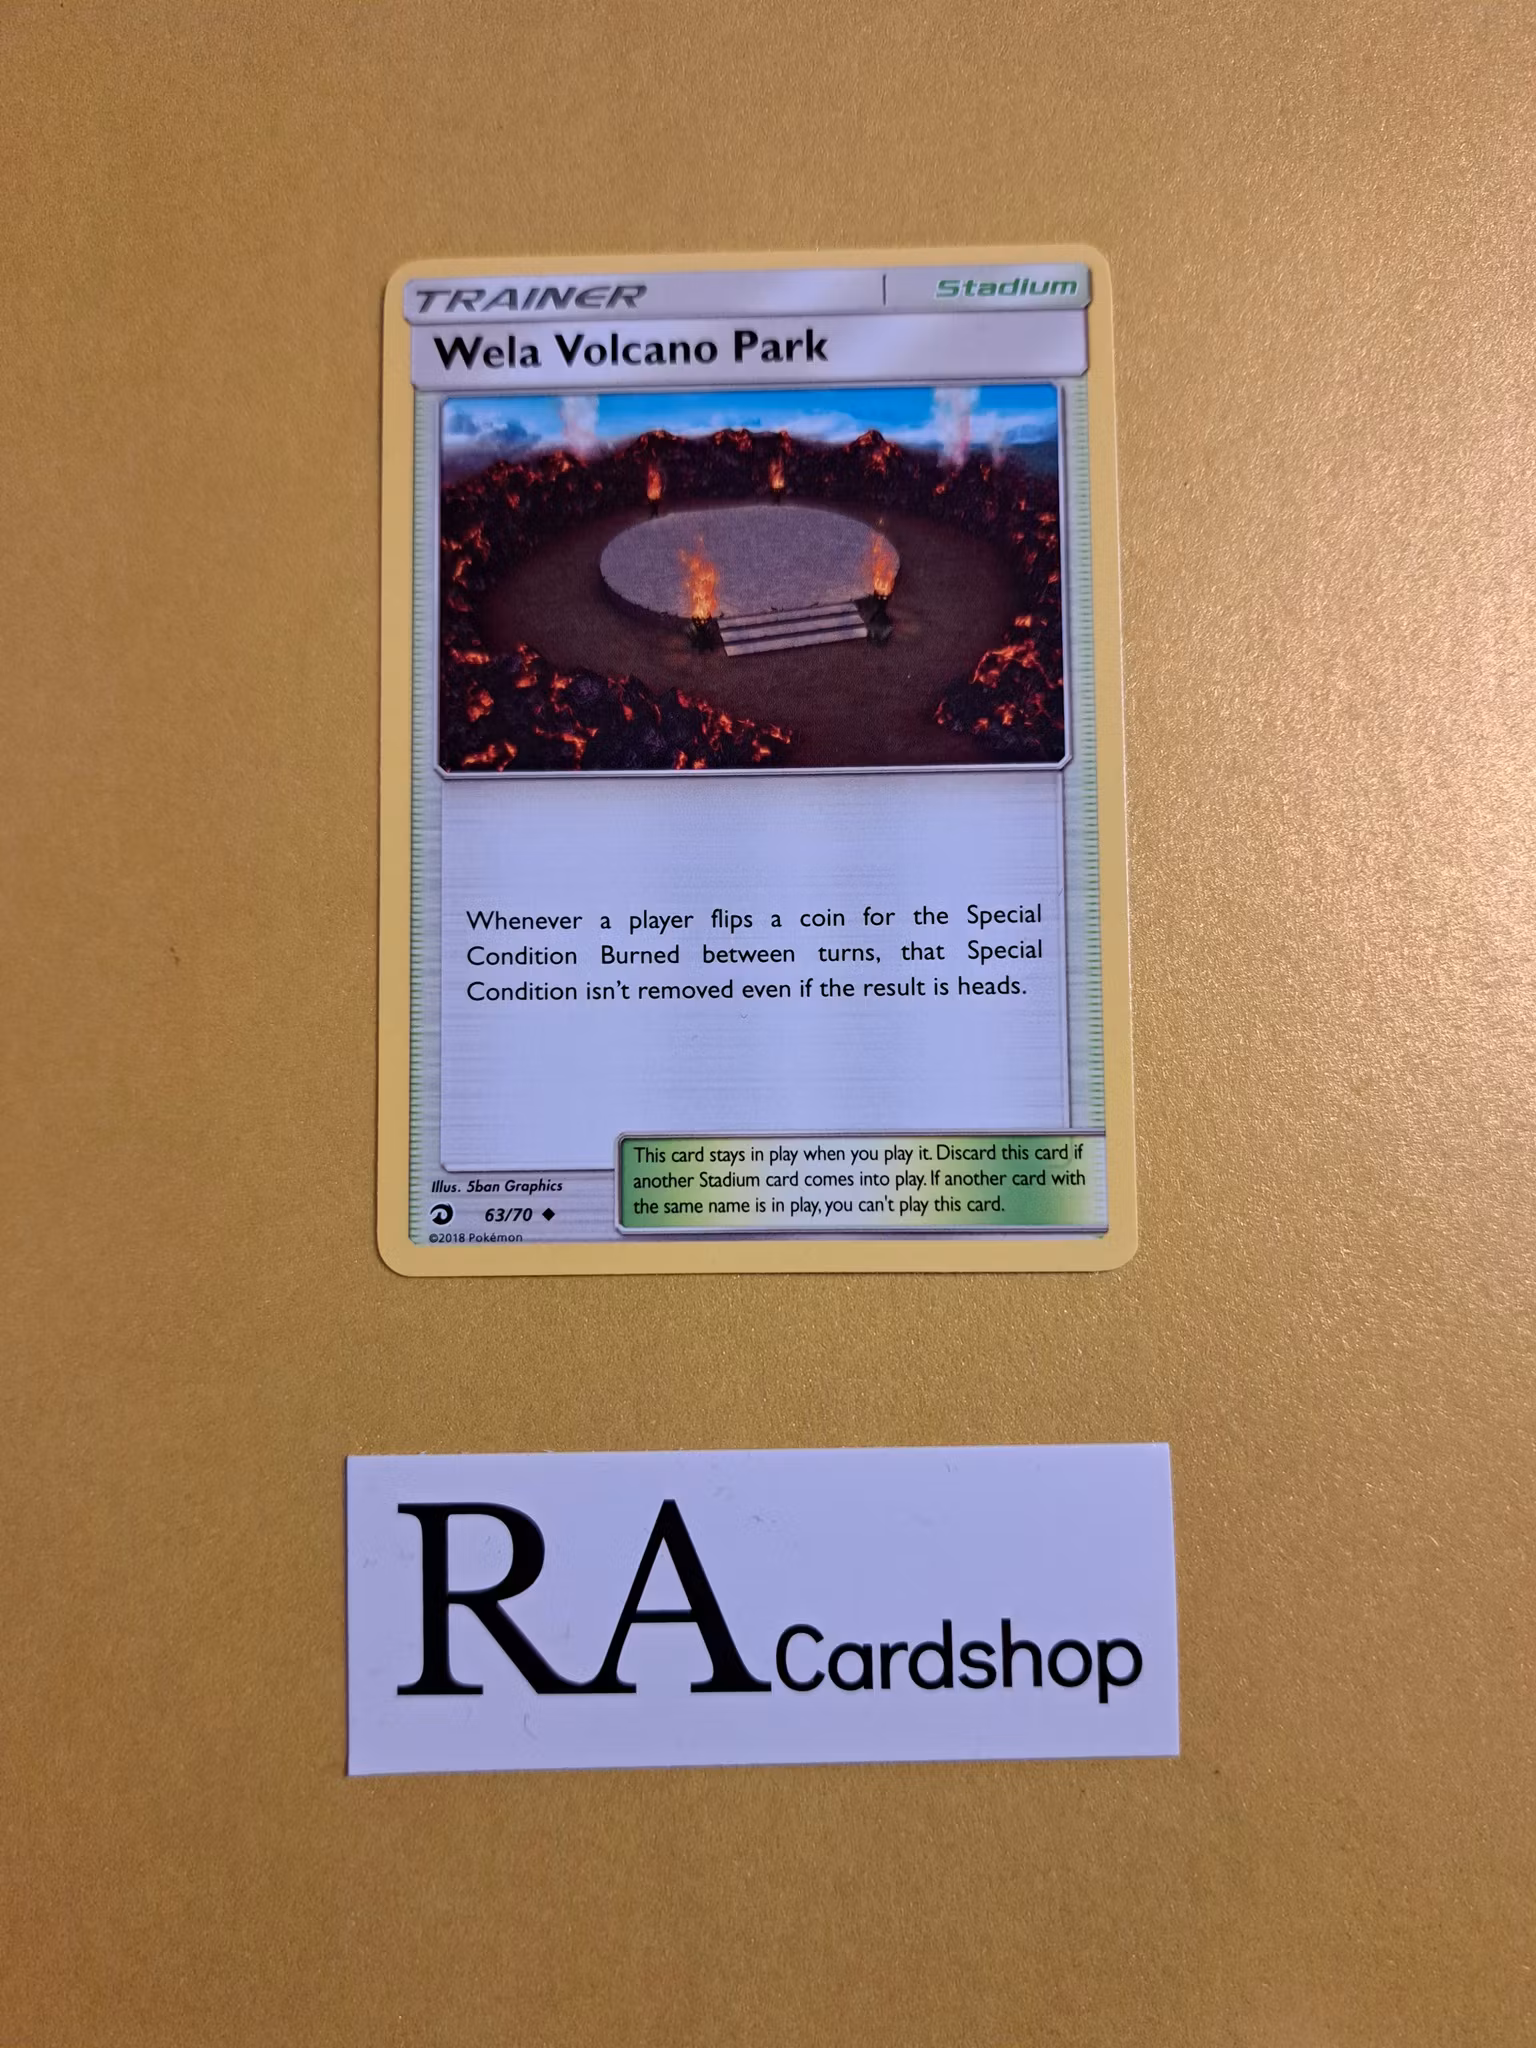 TRAINER Stadium
Wela Volcano Park
Whenever a player flips a coin for the Special
Condition Burned between turns, that Special
Condition isn't removed even if the result is heads.
This card stays in play when you play it. Discard this card if
another Stadium card comes into play. If another card with
the same name is in play, you can't play this card.
Illus. 5ban Graphics
63/70 ◆
©2018 Pokémon
RA Cardshop